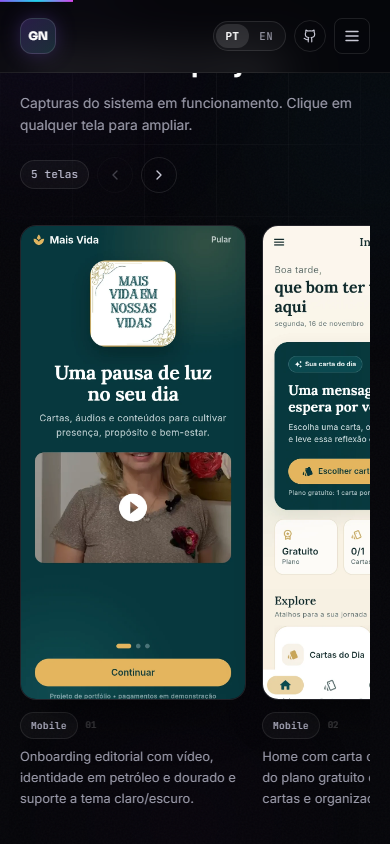 GN
PT EN
Capturas do sistema em funcionamento. Clique em
qualquer tela para ampliar.
5 telas
Mais Vida
Pular
MAIS
VIDA EM
NOSSAS
VIDAS
Uma pausa de luz
no seu dia
Cartas, áudios e conteúdos para cultivar
presença, propósito e bem-estar.
Continuar
Projeto de portfólio • pagamentos em demonstração
Mobile 01
Onboarding editorial com vídeo,
identidade em petróleo e dourado e
suporte a tema claro/escuro.
In
Boa tarde,
que bom ter
aqui
segunda, 16 de novembro
Sua carta do dia
Uma mensag
espera por v
Escolha uma carta, o
e leve essa reflexão
Escolher cart
Plano gratuito: 1 carta por
Gratuito
Plano
0/1
Cartas
Explore
Atalhos para a sua jornada
Cartas do Dia
Mobile 02
Home com carta d
do plano gratuito
cartas e organizaç